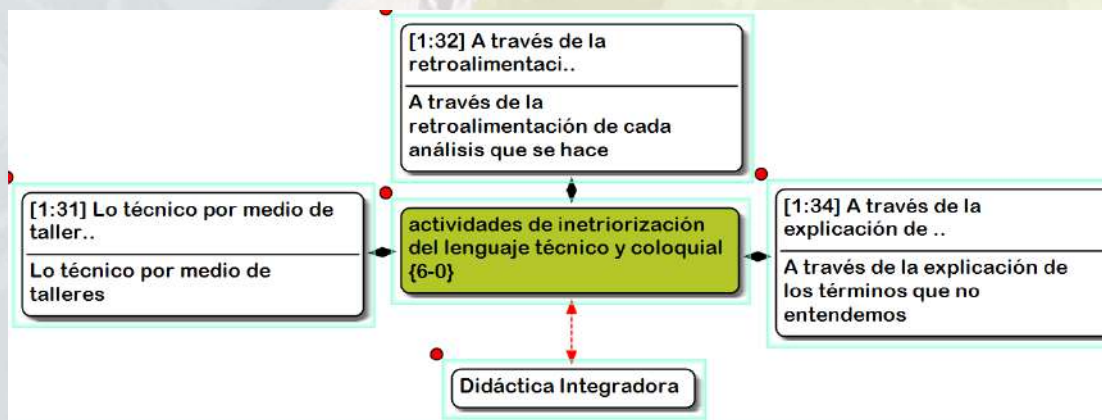 [1:32] A través de la
retroalimentaci..
A través de la
retroalimentación de cada
análisis que se hace
[1:31] Lo técnico por medio de
taller..
Lo técnico por medio de
talleres
actividades de inetriorización
del lenguaje técnico y coloquial
{6-0}
[1:34] A través de la
explicación de ..
A través de la explicación de
los términos que no
entendemos
Didáctica Integradora